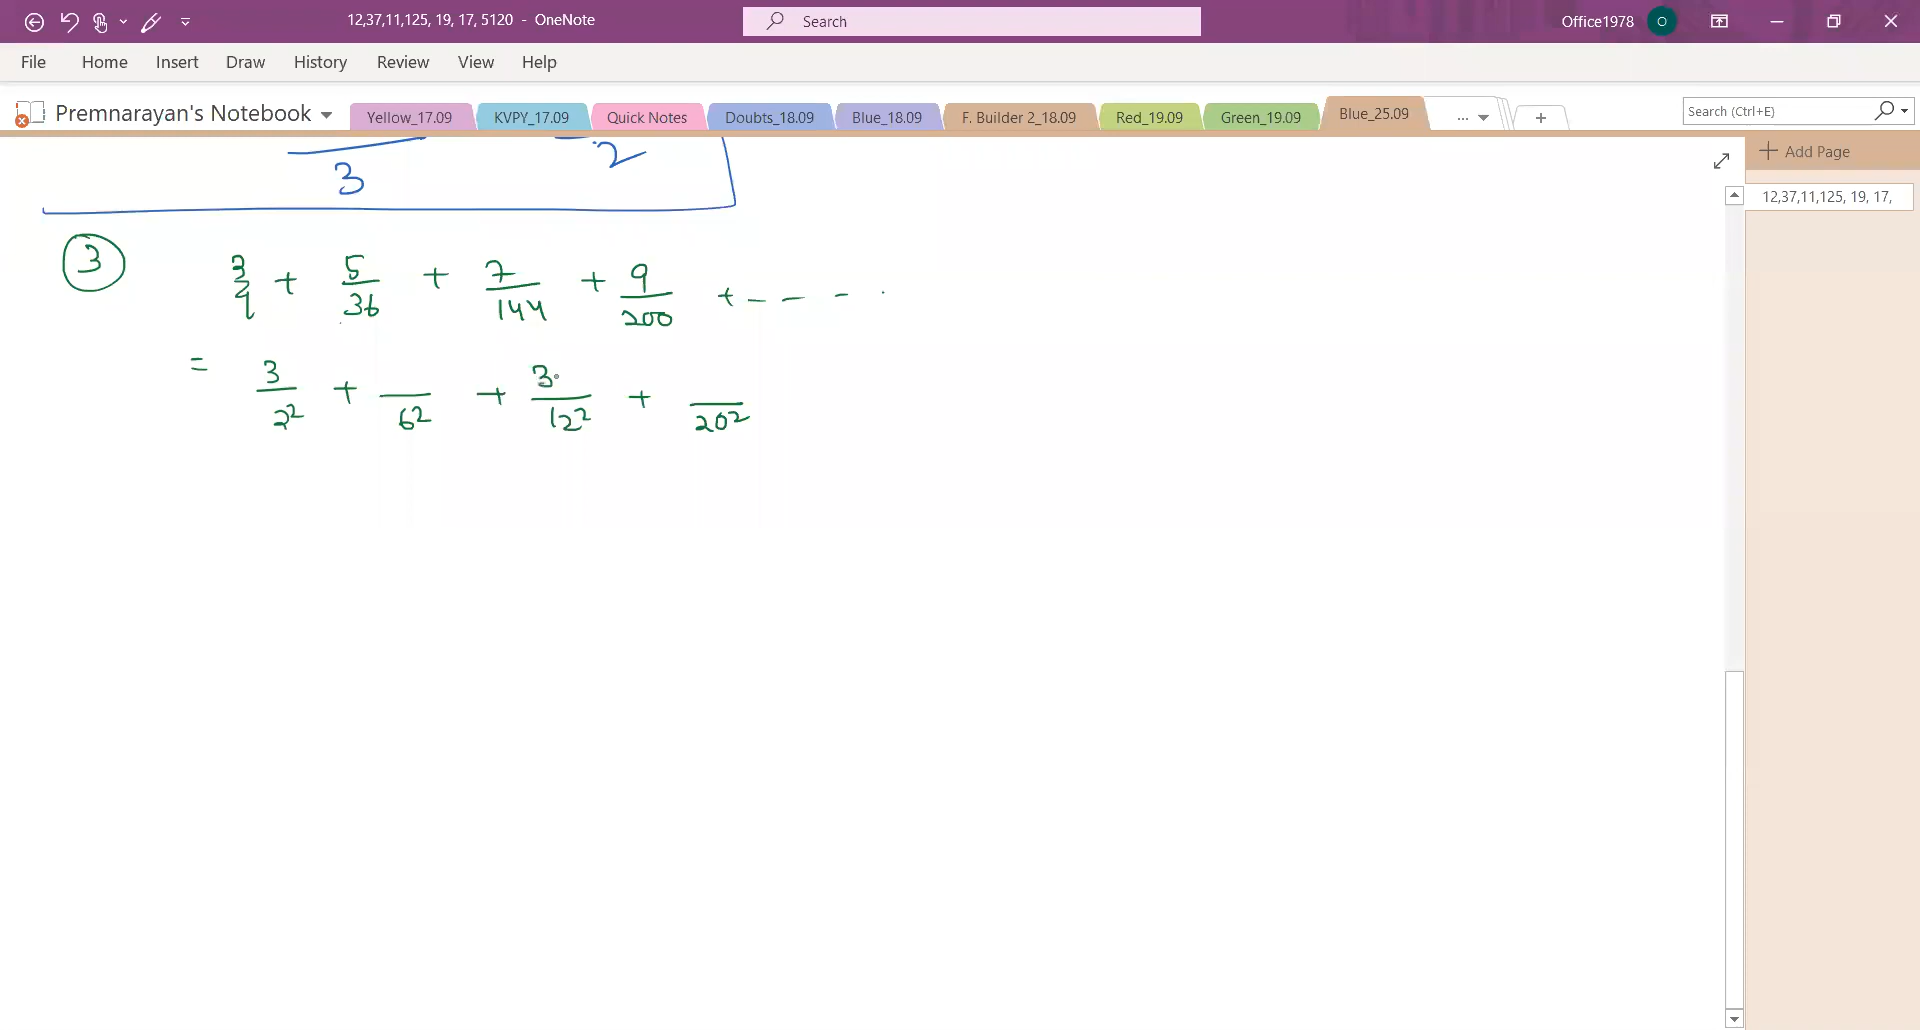 12,37,11,125, 19, 17, 5120 - OneNote
Search
Office1978
O
File Home Insert Draw History Review View Help
Premnarayan's Notebook
Yellow_17.09 KVPY_17.09 Quick Notes Doubts_18.09 Blue_18.09 F. Builder 2_18.09 Red_19.09 Green_19.09 Blue_25.09 ... +
Search (Ctrl+E)
Add Page
12,37,11,125, 19, 17,
3 2
3 3/4 + 5/36 + 7/144 + 9/200 + - - - .
= 3/2² + /6² + 3/12² + /20²